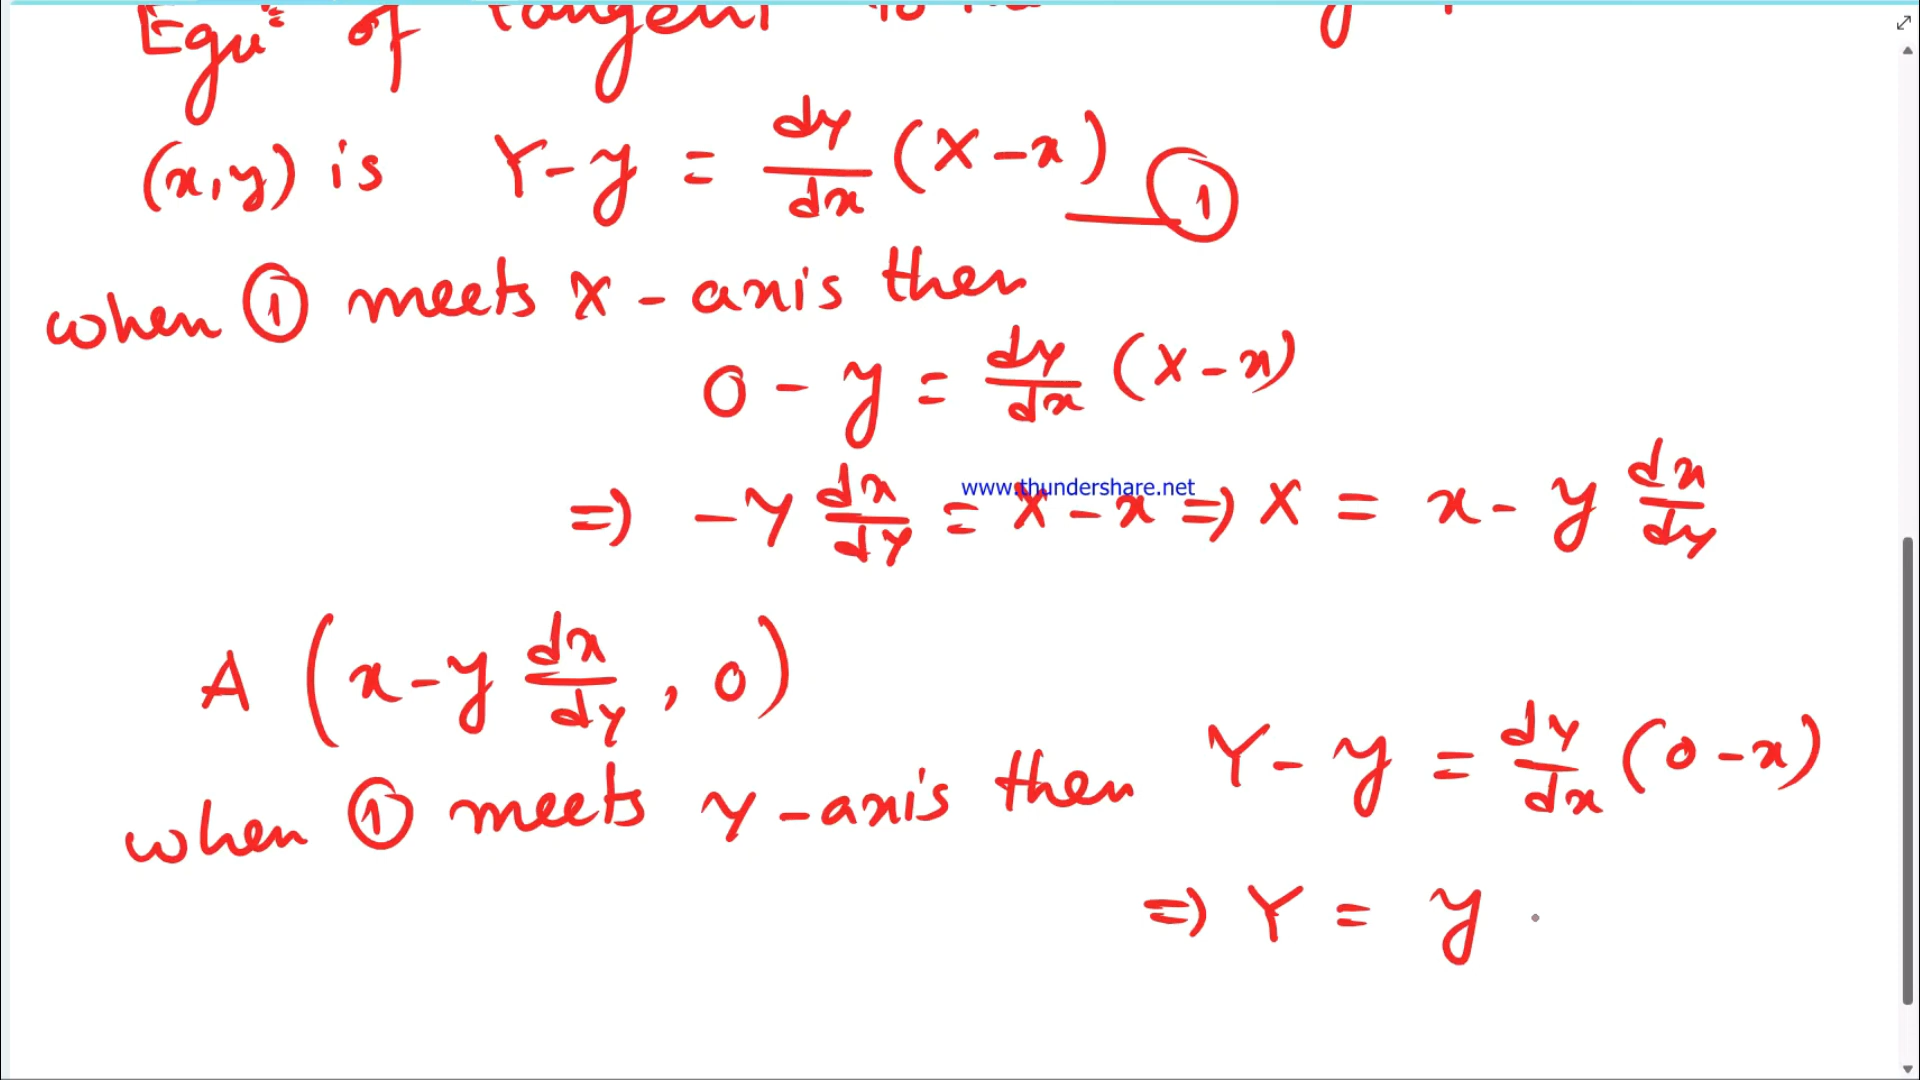 Equⁿ of tangent
(x,y) is Y-y = dy/dx (X-x) ①
when ① meets X-axis then
0 - y = dy/dx (X-x)
www.thundershare.net
=> -y dx/dy = X-x => X = x-y dx/dy
A (x-y dx/dy, 0)
when ① meets y-axis then Y-y = dy/dx (0-x)
=> Y = y